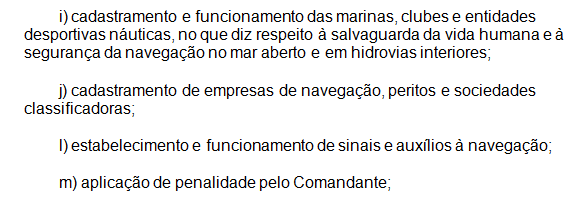 i) cadastramento e funcionamento das marinas, clubes e entidades
desportivas náuticas, no que diz respeito à salvaguarda da vida humana e à
segurança da navegação no mar aberto e em hidrovias interiores;
j) cadastramento de empresas de navegação, peritos e sociedades
classificadoras;
l) estabelecimento e funcionamento de sinais e auxílios à navegação;
m) aplicação de penalidade pelo Comandante;